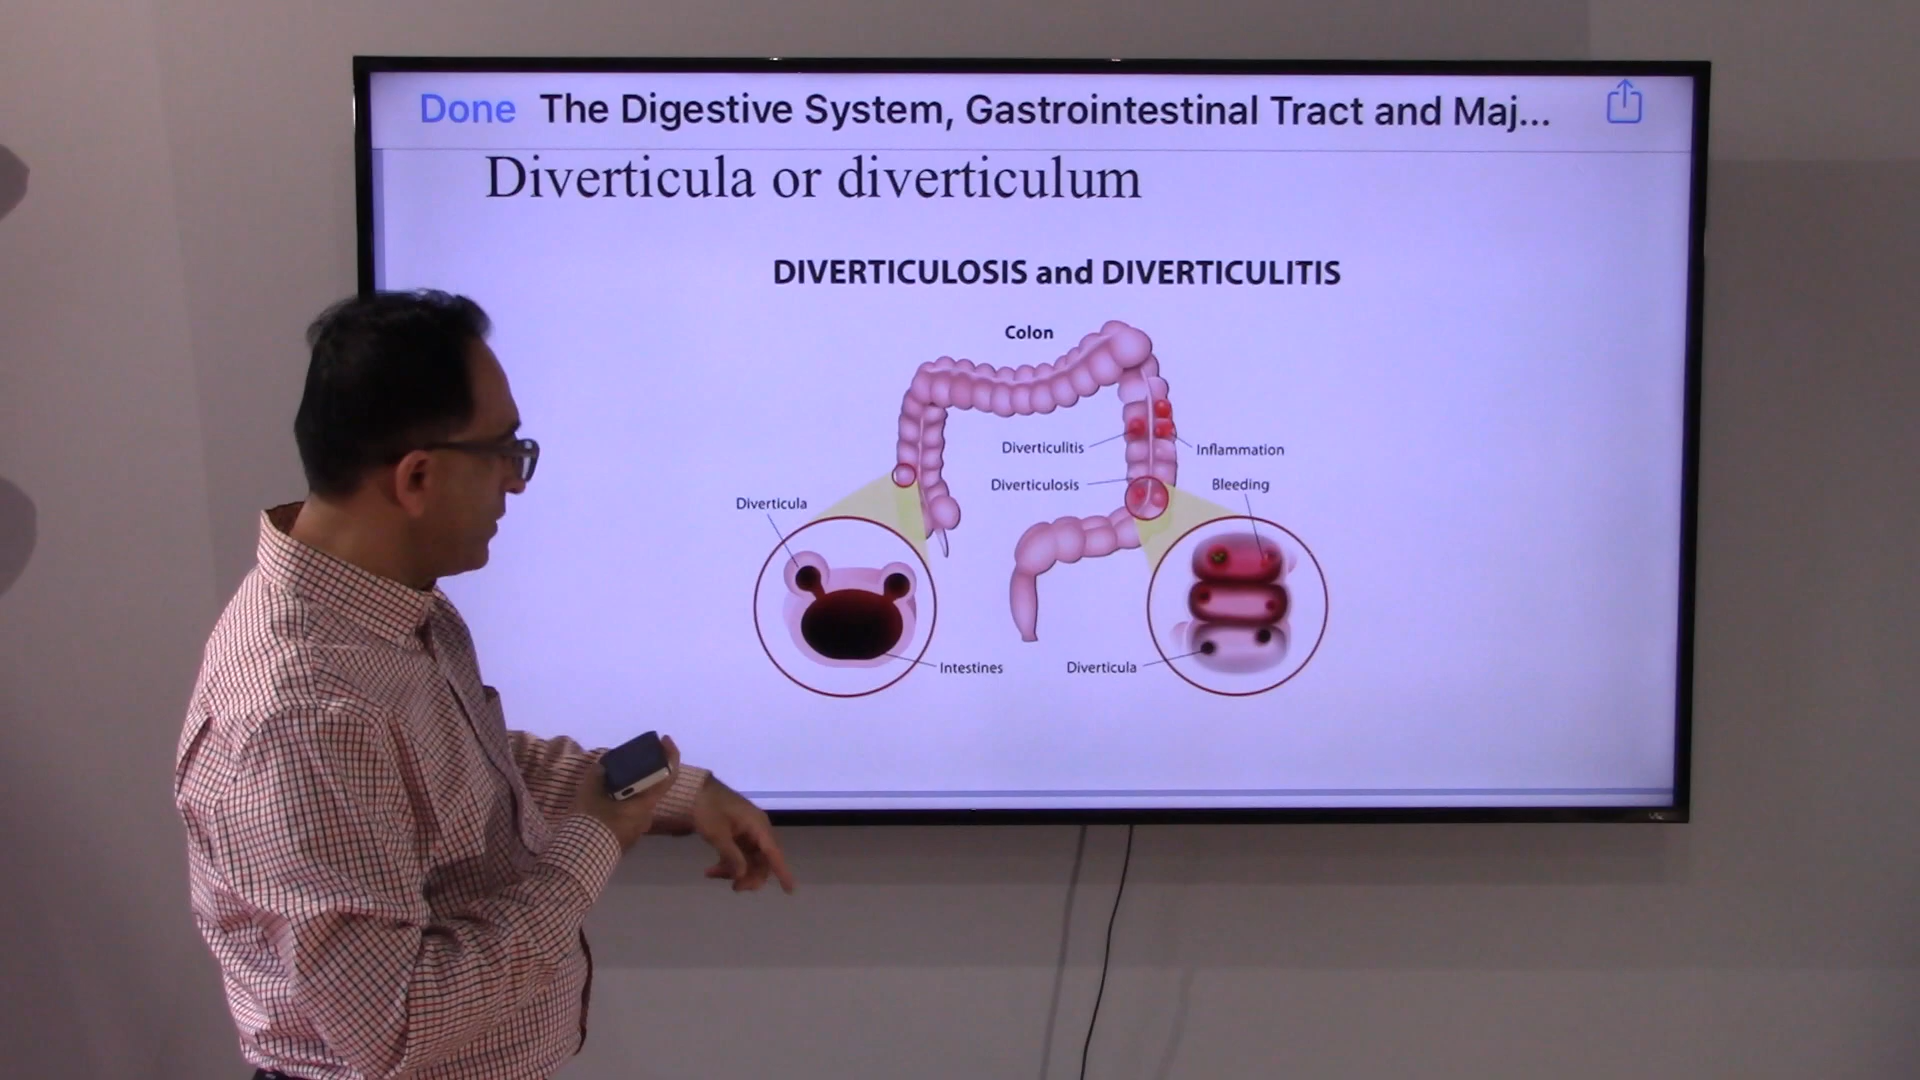 Done The Digestive System, Gastrointestinal Tract and Maj...
Diverticula or diverticulum
DIVERTICULOSIS and DIVERTICULITIS
Colon
Diverticulitis
Inflammation
Diverticulosis
Bleeding
Diverticula
Intestines
Diverticula